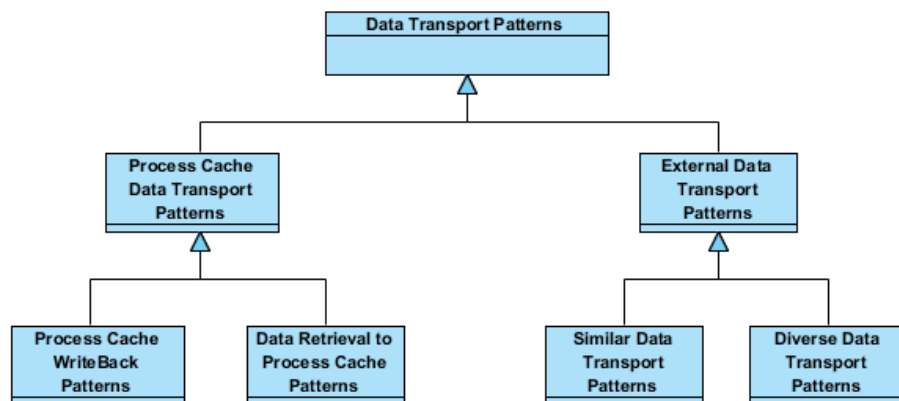 Data Transport Patterns
Process Cache
Data Transport
Patterns
External Data
Transport
Patterns
Process Cache
WriteBack
Patterns
Data Retrieval to
Process Cache
Patterns
Similar Data
Transport
Patterns
Diverse Data
Transport
Patterns